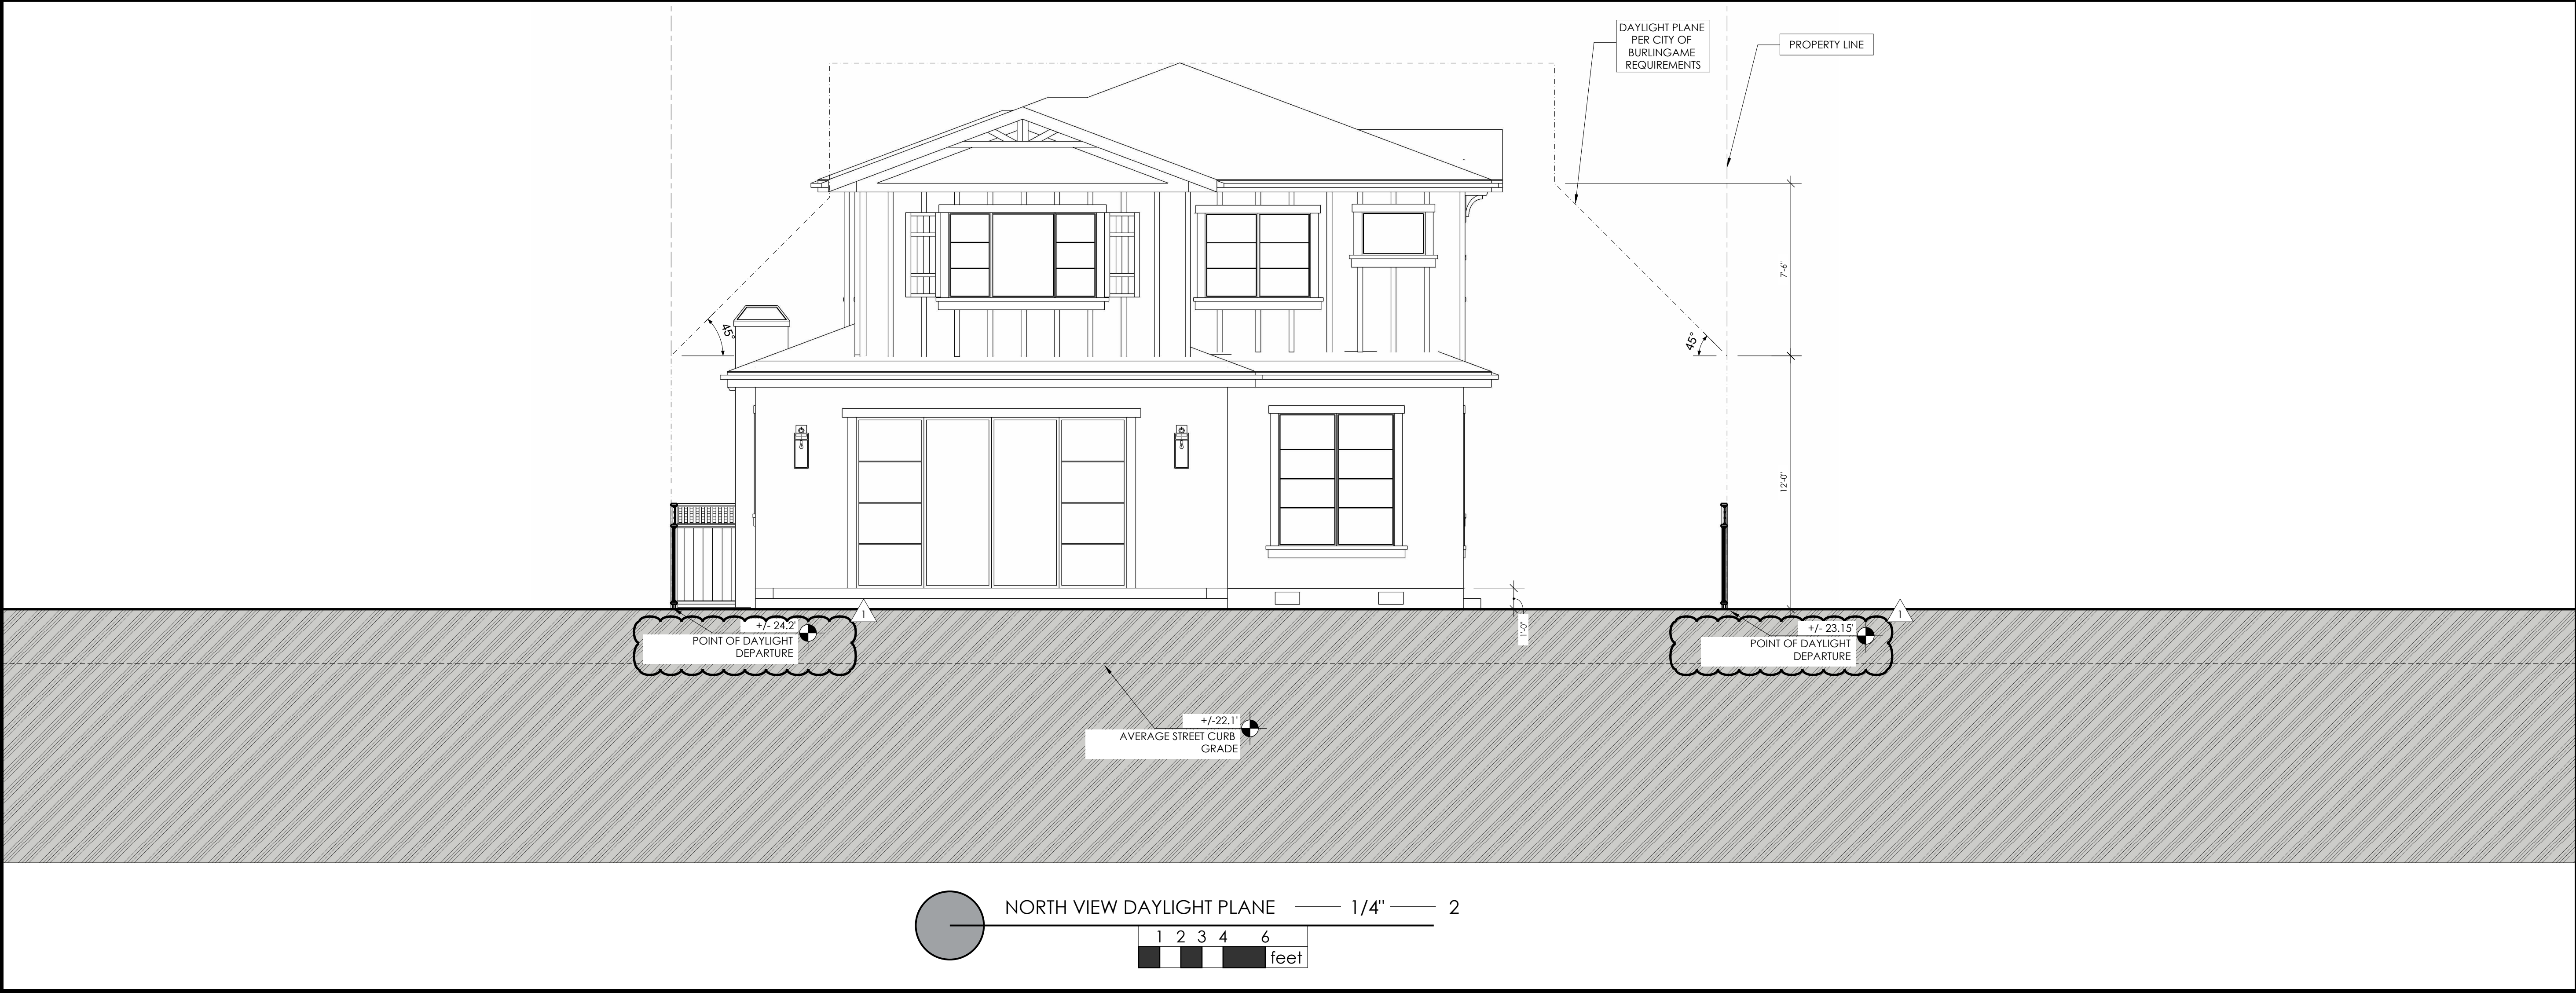 DAYLIGHT PLANE
PER CITY OF
BURLINGAME
REQUIREMENTS
PROPERTY LINE
7'-6"
45°
45°
12'-0"
1'-0"
1
+/- 24.2'
POINT OF DAYLIGHT
DEPARTURE
1
+/- 23.15'
POINT OF DAYLIGHT
DEPARTURE
+/-22.1'
AVERAGE STREET CURB
GRADE
NORTH VIEW DAYLIGHT PLANE 1/4" 2
1 2 3 4 6
feet